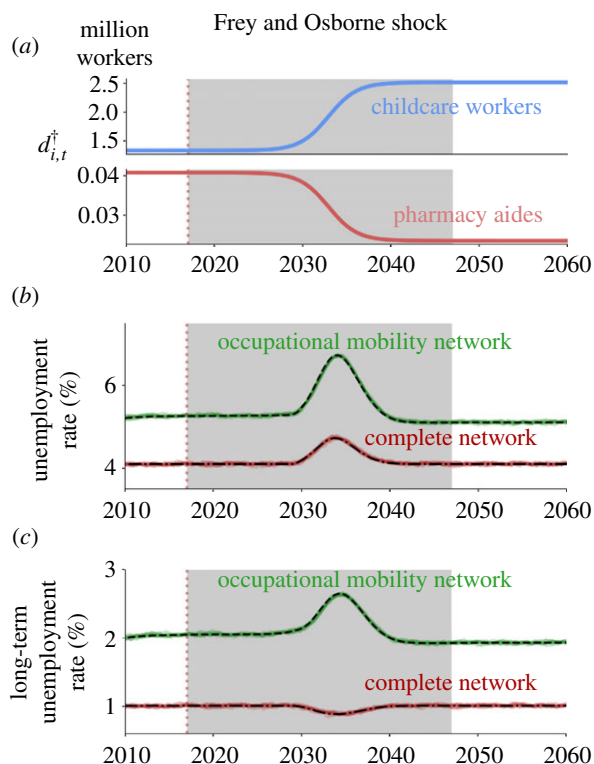 Frey and Osborne shock
million
workers
(a)
2.5
2.0
1.5
childcare workers
d†i,t
0.04
0.03
pharmacy aides
2010 2020 2030 2040 2050 2060
(b)
occupational mobility network
unemployment
rate (%)
6
complete network
4
2010 2020 2030 2040 2050 2060
(c)
3
occupational mobility network
long-term
unemployment
rate (%)
2
complete network
1
2010 2020 2030 2040 2050 2060